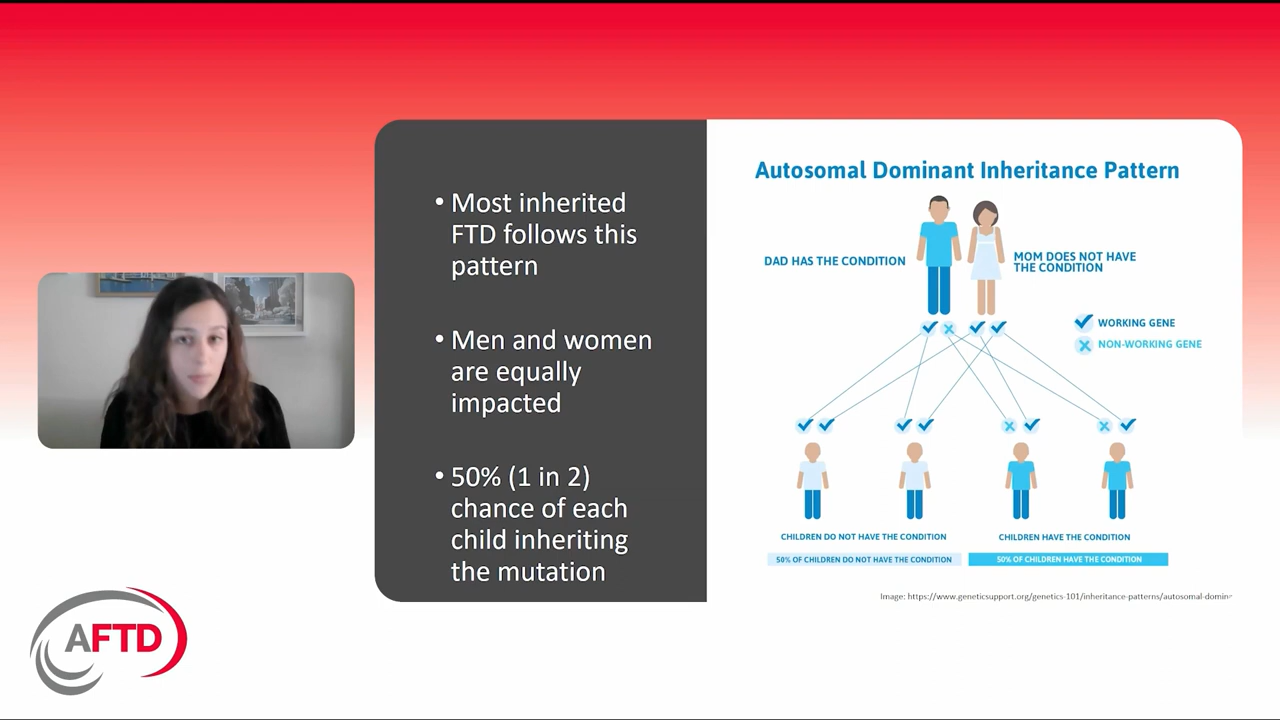 • Most inherited
FTD follows this
pattern
• Men and women
are equally
impacted
• 50% (1 in 2)
chance of each
child inheriting
the mutation
Autosomal Dominant Inheritance Pattern
DAD HAS THE CONDITION
MOM DOES NOT HAVE
THE CONDITION
WORKING GENE
NON-WORKING GENE
CHILDREN DO NOT HAVE THE CONDITION
CHILDREN HAVE THE CONDITION
50% OF CHILDREN DO NOT HAVE THE CONDITION
50% OF CHILDREN HAVE THE CONDITION
Image: https://www.geneticsupport.org/genetics-101/inheritance-patterns/autosomal-domin
AFTD